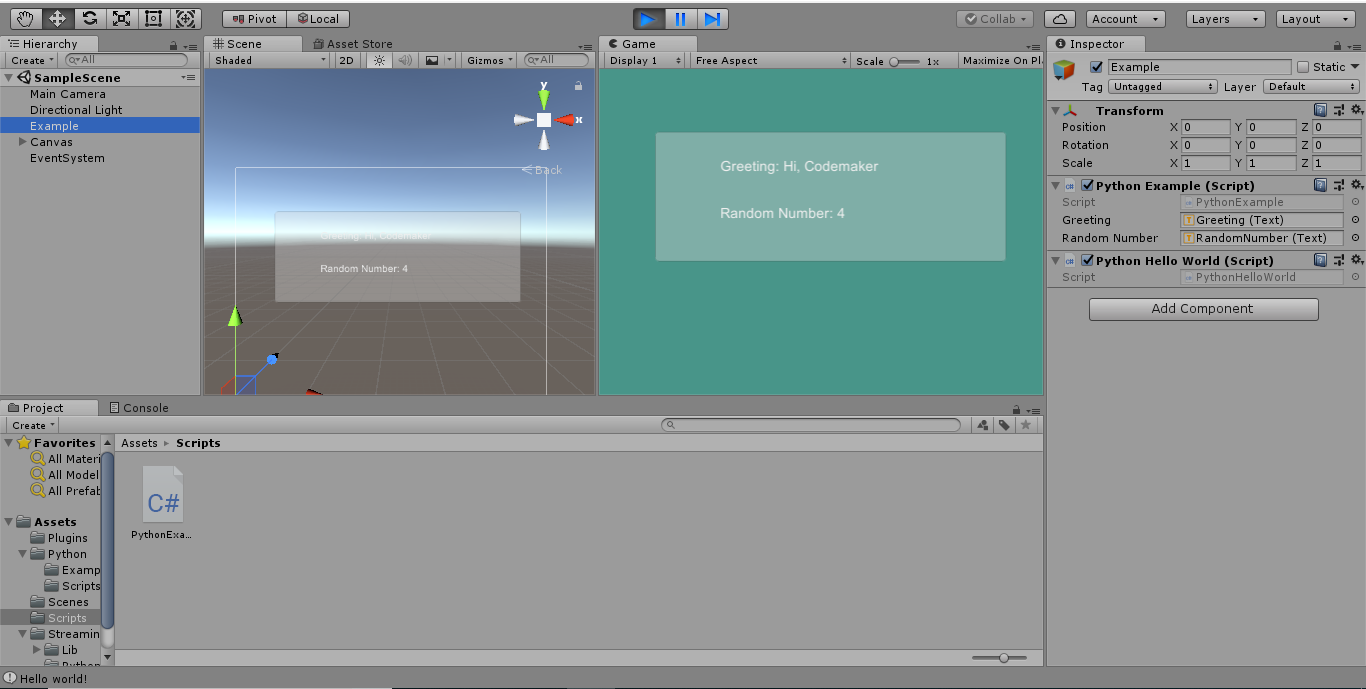 Pivot Local Collab Account Layers Layout
Hierarchy
Create All
SampleScene
Main Camera
Directional Light
Example
Canvas
EventSystem
Scene Asset Store
Shaded 2D Gizmos All
y
x
Back
Greeting: Hi, Codemaker
Random Number: 4
Game
Display 1 Free Aspect Scale 1x Maximize On Pl
Greeting: Hi, Codemaker
Random Number: 4
Inspector
Example Static
Tag Untagged Layer Default
Transform
Position X 0 Y 0 Z 0
Rotation X 0 Y 0 Z 0
Scale X 1 Y 1 Z 1
Python Example (Script)
Script PythonExample
Greeting Greeting (Text)
Random Number RandomNumber (Text)
Python Hello World (Script)
Script PythonHelloWorld
Add Component
Project Console
Create
Favorites
All Materi
All Model
All Prefab
Assets
Plugins
Python
Examp
Scripts
Scenes
Scripts
Streamin
Lib
Python
Assets Scripts
C#
PythonExa...
Hello world!